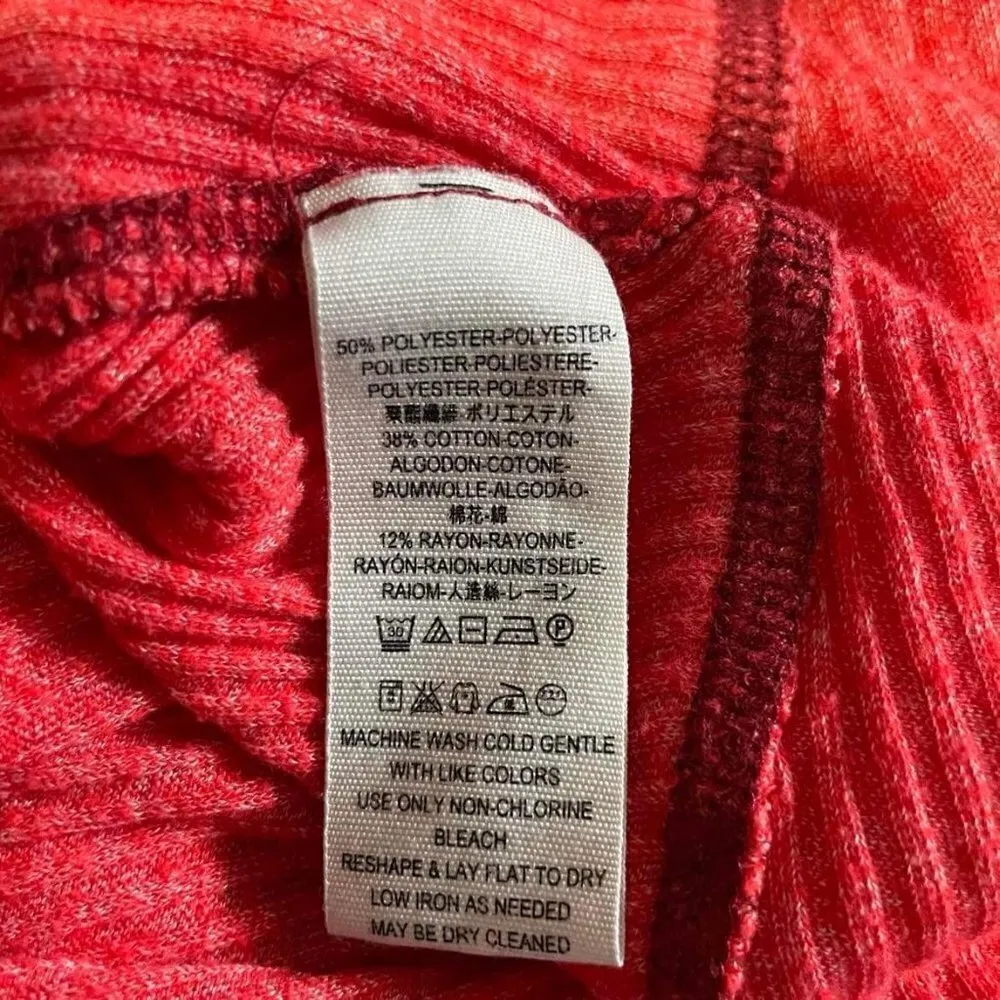 50% POLYESTER-POLYESTER-
POLIESTER-POLIESTERE-
POLYESTER POLÉSTER-
聚酯纖維 ポリエステル
38% COTTON-COTON-
ALGODON-COTONE-
BAUMWOLLE-ALGODÃO-
棉花-綿
12% RAYON-RAYONNE-
RAYÓN-RAION-KUNSTSEIDE-
RAIOM-人造絲-レーヨン
30 P
MACHINE WASH COLD GENTLE
WITH LIKE COLORS
USE ONLY NON-CHLORINE
BLEACH
RESHAPE & LAY FLAT TO DRY
LOW IRON AS NEEDED
MAY BE DRY CLEANED